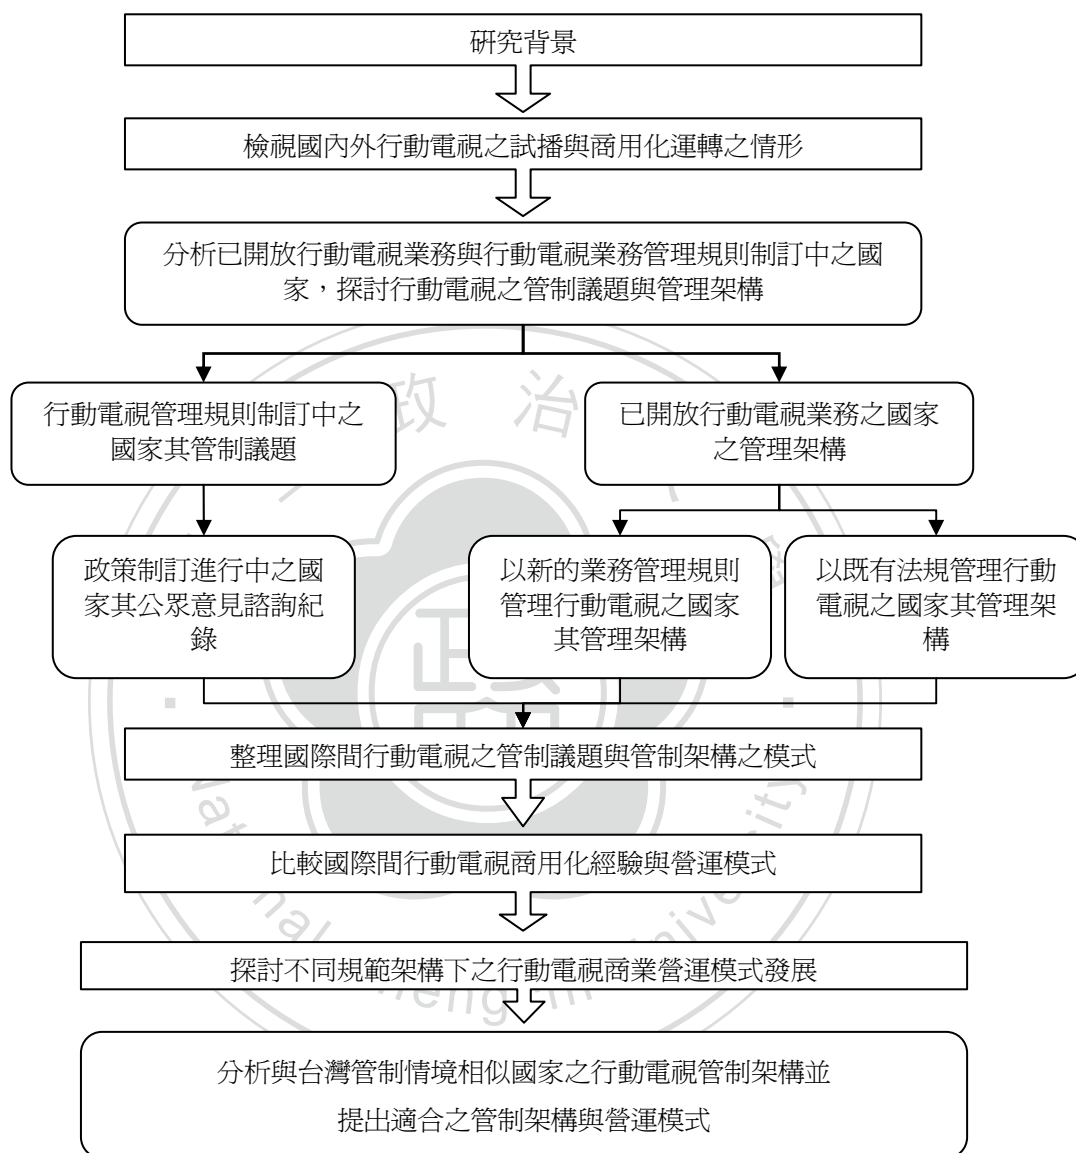 研究背景
檢視國內外行動電視之試播與商用化運轉之情形
分析已開放行動電視業務與行動電視業務管理規則制訂中之國
家，探討行動電視之管制議題與管理架構
行動電視管理規則制訂中之
國家其管制議題
已開放行動電視業務之國家
之管理架構
政策制訂進行中之國
家其公眾意見諮詢紀
錄
以新的業務管理規則
管理行動電視之國家
其管理架構
以既有法規管理行動
電視之國家其管理架
構
整理國際間行動電視之管制議題與管制架構之模式
比較國際間行動電視商用化經驗與營運模式
探討不同規範架構下之行動電視商業營運模式發展
分析與台灣管制情境相似國家之行動電視管制架構並
提出適合之管制架構與營運模式